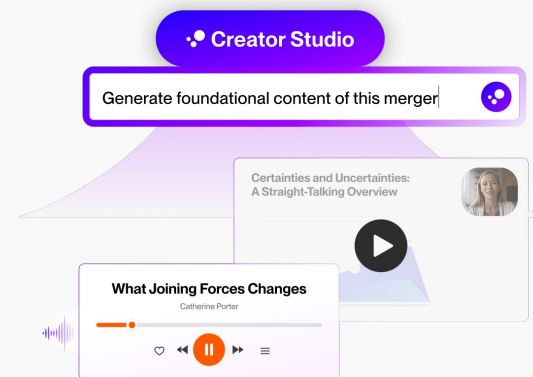 Creator Studio
Generate foundational content of this merger
Certainties and Uncertainties:
A Straight-Talking Overview
What Joining Forces Changes
Catherine Porter